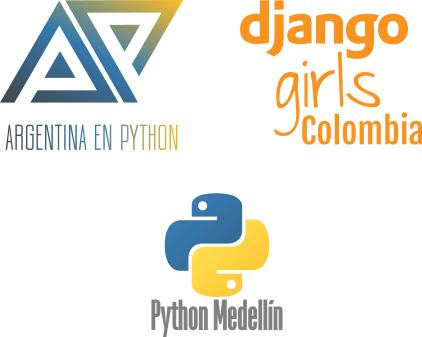 ARGENTINA EN PYTHON
django
girls
Colombia
Python Medellín